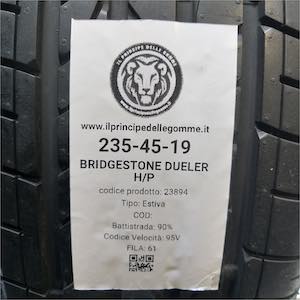 IL PRINCIPE DELLE GOMME
www.ilprincipedellegomme.it
235-45-19
BRIDGESTONE DUELER
H/P
codice prodotto: 23894
Tipo: Estiva
COD:
Battistrada: 90%
Codice Velocità: 95V
FILA: 61